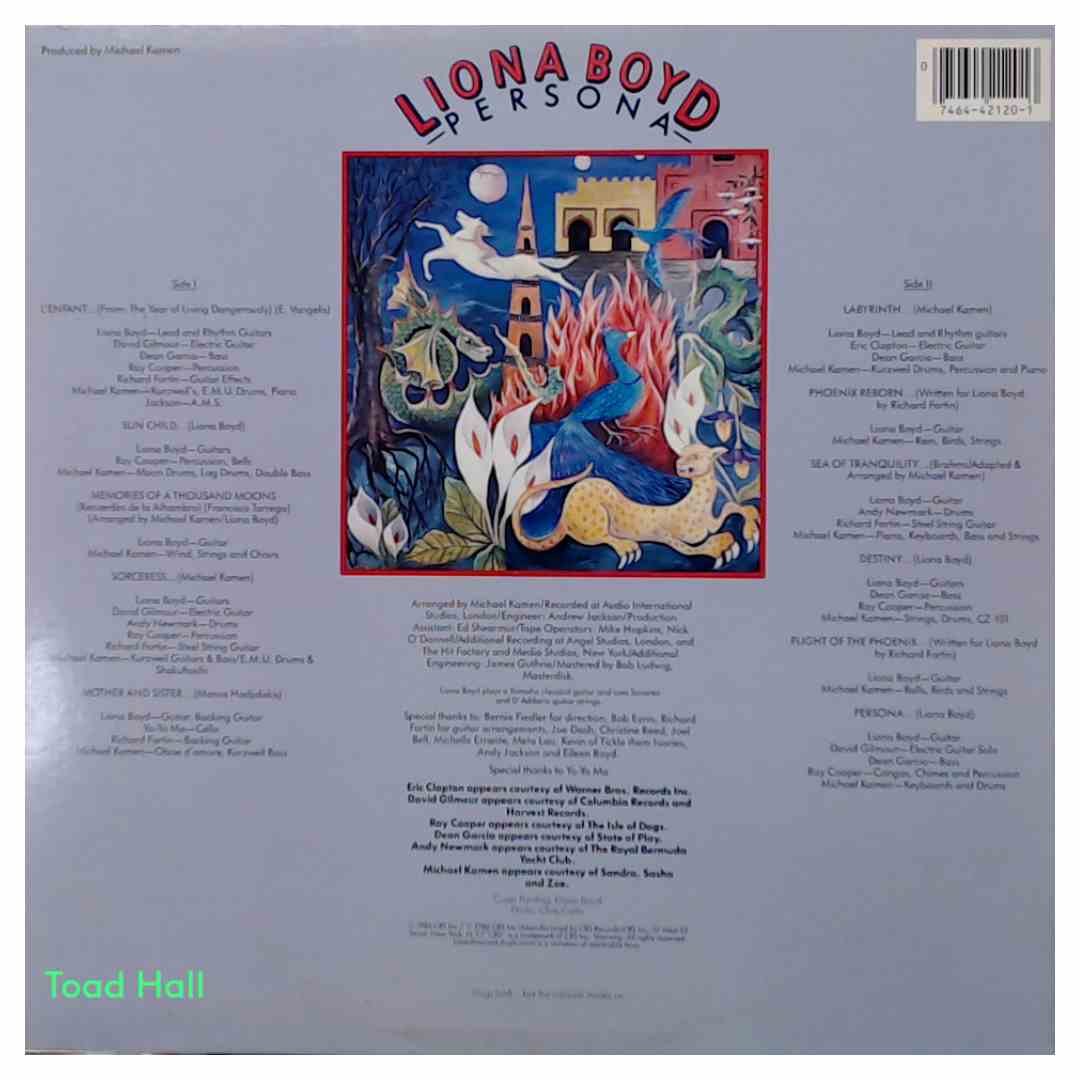 Produced by Michael Kamen
LIONA BOYD
PERSONA
0
7464-42120-1
Side I
L'ENFANT...(From: The Year of Living Dangerously) (E. Vangelis)
Liona Boyd—Lead and Rhythm Guitars
David Gilmour—Electric Guitar
Dean Garcia—Bass
Ray Cooper—Percussion
Richard Fortin—Guitar Effects
Michael Kamen—Kurzweil's, E.M.U. Drums, Piano
Jackson—A.M.S.
SUN CHILD...(Liona Boyd)
Liona Boyd—Guitars
Ray Cooper—Percussion, Bells
Michael Kamen—Moon Drums, Log Drums, Double Bass
MEMORIES OF A THOUSAND MOONS
(Recuerdos de la Alhambra) (Francisco Tarrega)
(Arranged by Michael Kamen/Liona Boyd)
Liona Boyd—Guitar
Michael Kamen—Wind, Strings and Choirs
SORCERESS...(Michael Kamen)
Liona Boyd—Guitars
David Gilmour—Electric Guitar
Andy Newmark—Drums
Ray Cooper—Percussion
Richard Fortin—Steel String Guitar
Michael Kamen—Kurzweil Guitars & Bass/E.M.U. Drums &
Shakuhachi
MOTHER AND SISTER...(Manos Hadjidakis)
Liona Boyd—Guitar, Backing Guitar
Yo-Yo Ma—Cello
Richard Fortin—Backing Guitar
Michael Kamen—Oboe d'amore, Kurzweil Bass
Arranged by Michael Kamen/Recorded at Audio International
Studios, London/Engineer: Andrew Jackson/Production
Assistant: Ed Shearmur/Tape Operators: Mike Hopkins, Nick
O'Donnell/Additional Recording at Angel Studios, London, and
The Hit Factory and Media Studios, New York/Additional
Engineering: James Guthrie/Mastered by Bob Ludwig,
Masterdisk.
Liona Boyd plays a Yamaha classical guitar and uses Savarez
and D'Addario guitar strings.
Special thanks to: Bernie Fiedler for direction, Bob Ezrin, Richard
Fortin for guitar arrangements, Joe Dash, Christine Reed, Joel
Bell, Michelle Errante, Meta Lau, Kevin of Tickle them Ivories,
Andy Jackson and Eileen Boyd.
Special thanks to Yo-Yo Ma
Eric Clapton appears courtesy of Warner Bros. Records Inc.
David Gilmour appears courtesy of Columbia Records and
Harvest Records.
Ray Cooper appears courtesy of The Isle of Dogs.
Dean Garcia appears courtesy of State of Play.
Andy Newmark appears courtesy of The Royal Bermuda
Yacht Club.
Michael Kamen appears courtesy of Sandra, Sasha
and Zoe.
Cover Painting: Liona Boyd
Side II
LABYRINTH...(Michael Kamen)
Liona Boyd—Lead and Rhythm guitars
Eric Clapton—Electric Guitar
Dean Garcia—Bass
Michael Kamen—Kurzweil Drums, Percussion and Piano
PHOENIX REBORN...(Written for Liona Boyd
by Richard Fortin)
Liona Boyd—Guitar
Michael Kamen—Rain, Birds, Strings
SEA OF TRANQUILITY...(Brahms/Adapted &
Arranged by Michael Kamen)
Liona Boyd—Guitar
Andy Newmark—Drums
Richard Fortin—Steel String Guitar
Michael Kamen—Piano, Keyboards, Bass and Strings
DESTINY...(Liona Boyd)
Liona Boyd—Guitars
Dean Garcia—Bass
Ray Cooper—Percussion
Michael Kamen—Strings, Drums, CZ 101
FLIGHT OF THE PHOENIX...(Written for Liona Boyd
by Richard Fortin)
Liona Boyd—Guitar
Michael Kamen—Balls, Birds and Strings
PERSONA...(Liona Boyd)
Liona Boyd—Guitar
David Gilmour—Electric Guitar Solo
Dean Garcia—Bass
Ray Cooper—Congas, Chimes and Percussion
Michael Kamen—Keyboards and Drums
Toad Hall